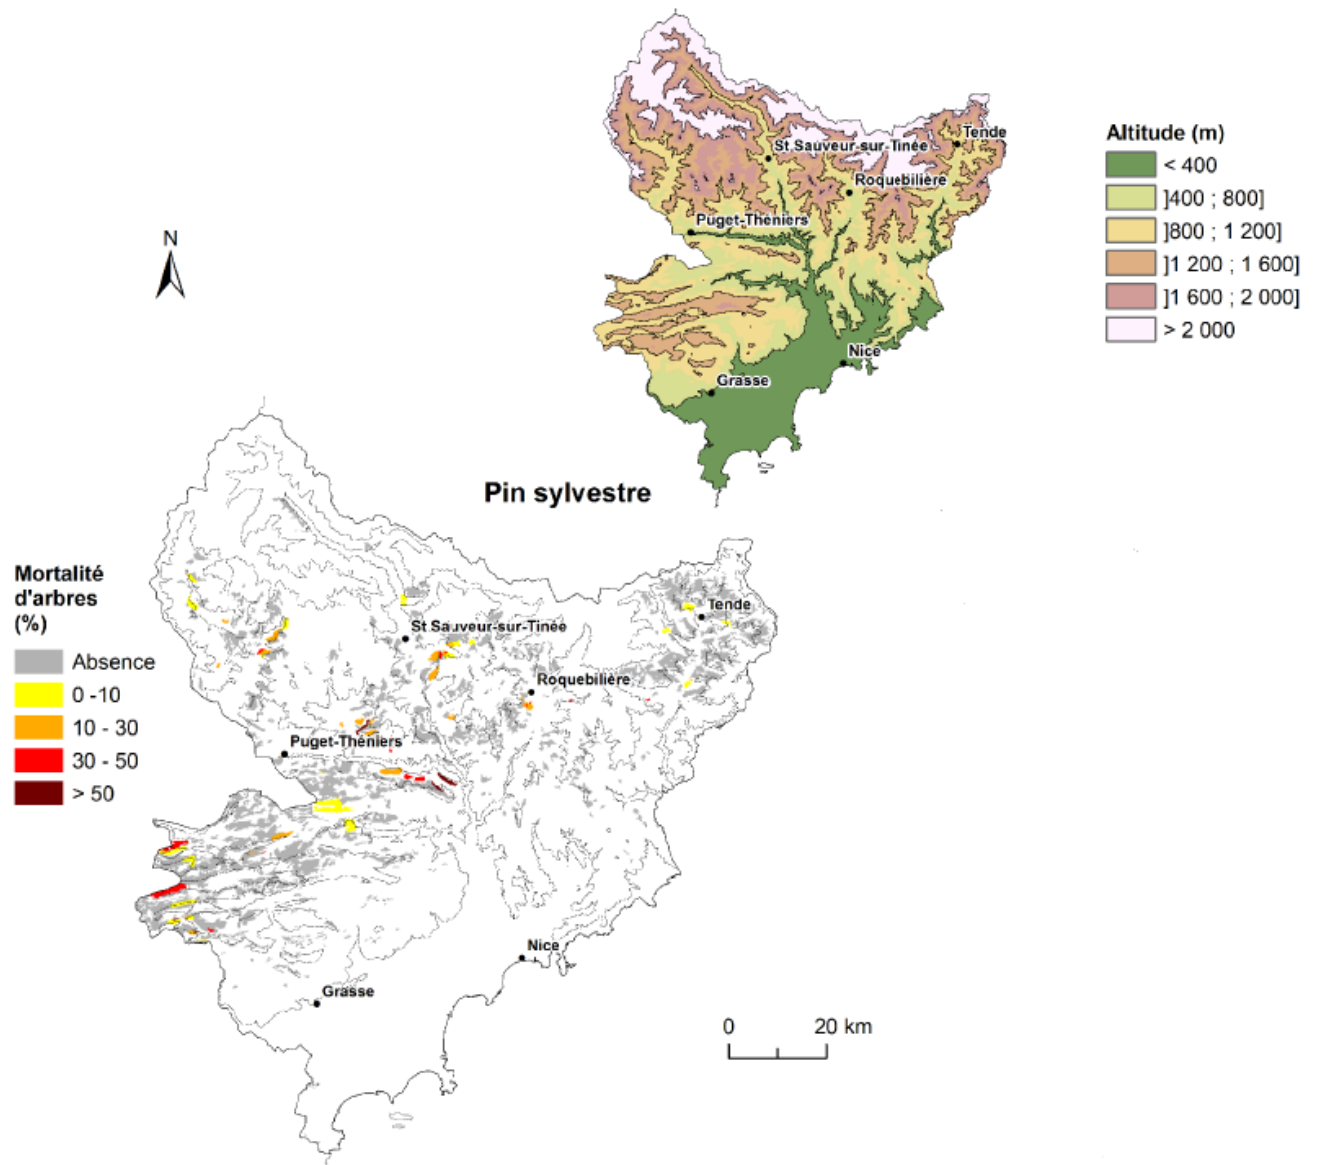 Tende
St Sauveur-sur-Tinée
Roquebilière
Puget-Théniers
Nice
Grasse
Altitude (m)
< 400
]400 ; 800]
]800 ; 1 200]
]1 200 ; 1 600]
]1 600 ; 2 000]
> 2 000
N
Pin sylvestre
Mortalité
d'arbres
(%)
Absence
0 -10
10 - 30
30 - 50
> 50
Tende
St Sauveur-sur-Tinée
Roquebilière
Puget-Théniers
Nice
Grasse
0 20 km